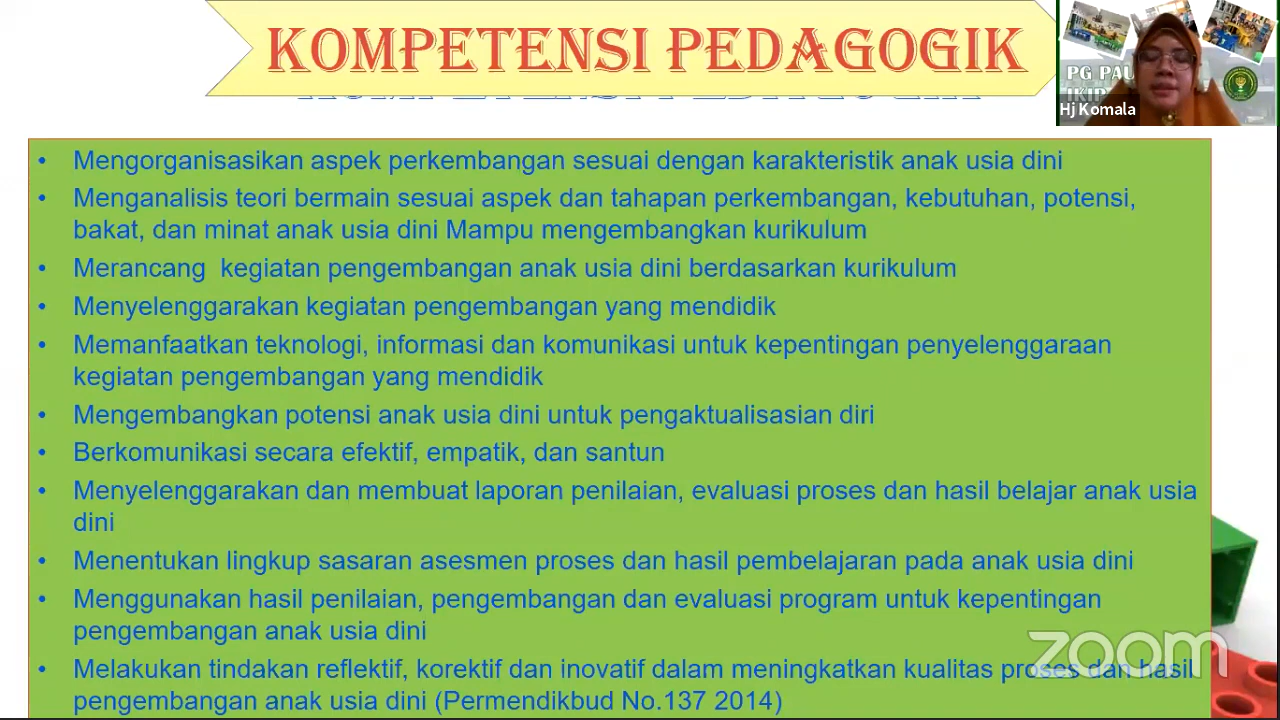 KOMPETENSI PEDAGOGIK
PG PAU
IKIP
Hj Komala
• Mengorganisasikan aspek perkembangan sesuai dengan karakteristik anak usia dini
• Menganalisis teori bermain sesuai aspek dan tahapan perkembangan, kebutuhan, potensi,
bakat, dan minat anak usia dini Mampu mengembangkan kurikulum
• Merancang kegiatan pengembangan anak usia dini berdasarkan kurikulum
• Menyelenggarakan kegiatan pengembangan yang mendidik
• Memanfaatkan teknologi, informasi dan komunikasi untuk kepentingan penyelenggaraan
kegiatan pengembangan yang mendidik
• Mengembangkan potensi anak usia dini untuk pengaktualisasian diri
• Berkomunikasi secara efektif, empatik, dan santun
• Menyelenggarakan dan membuat laporan penilaian, evaluasi proses dan hasil belajar anak usia
dini
• Menentukan lingkup sasaran asesmen proses dan hasil pembelajaran pada anak usia dini
• Menggunakan hasil penilaian, pengembangan dan evaluasi program untuk kepentingan
pengembangan anak usia dini
• Melakukan tindakan reflektif, korektif dan inovatif dalam meningkatkan kualitas proses dan hasil
pengembangan anak usia dini (Permendikbud No.137 2014)
zoom